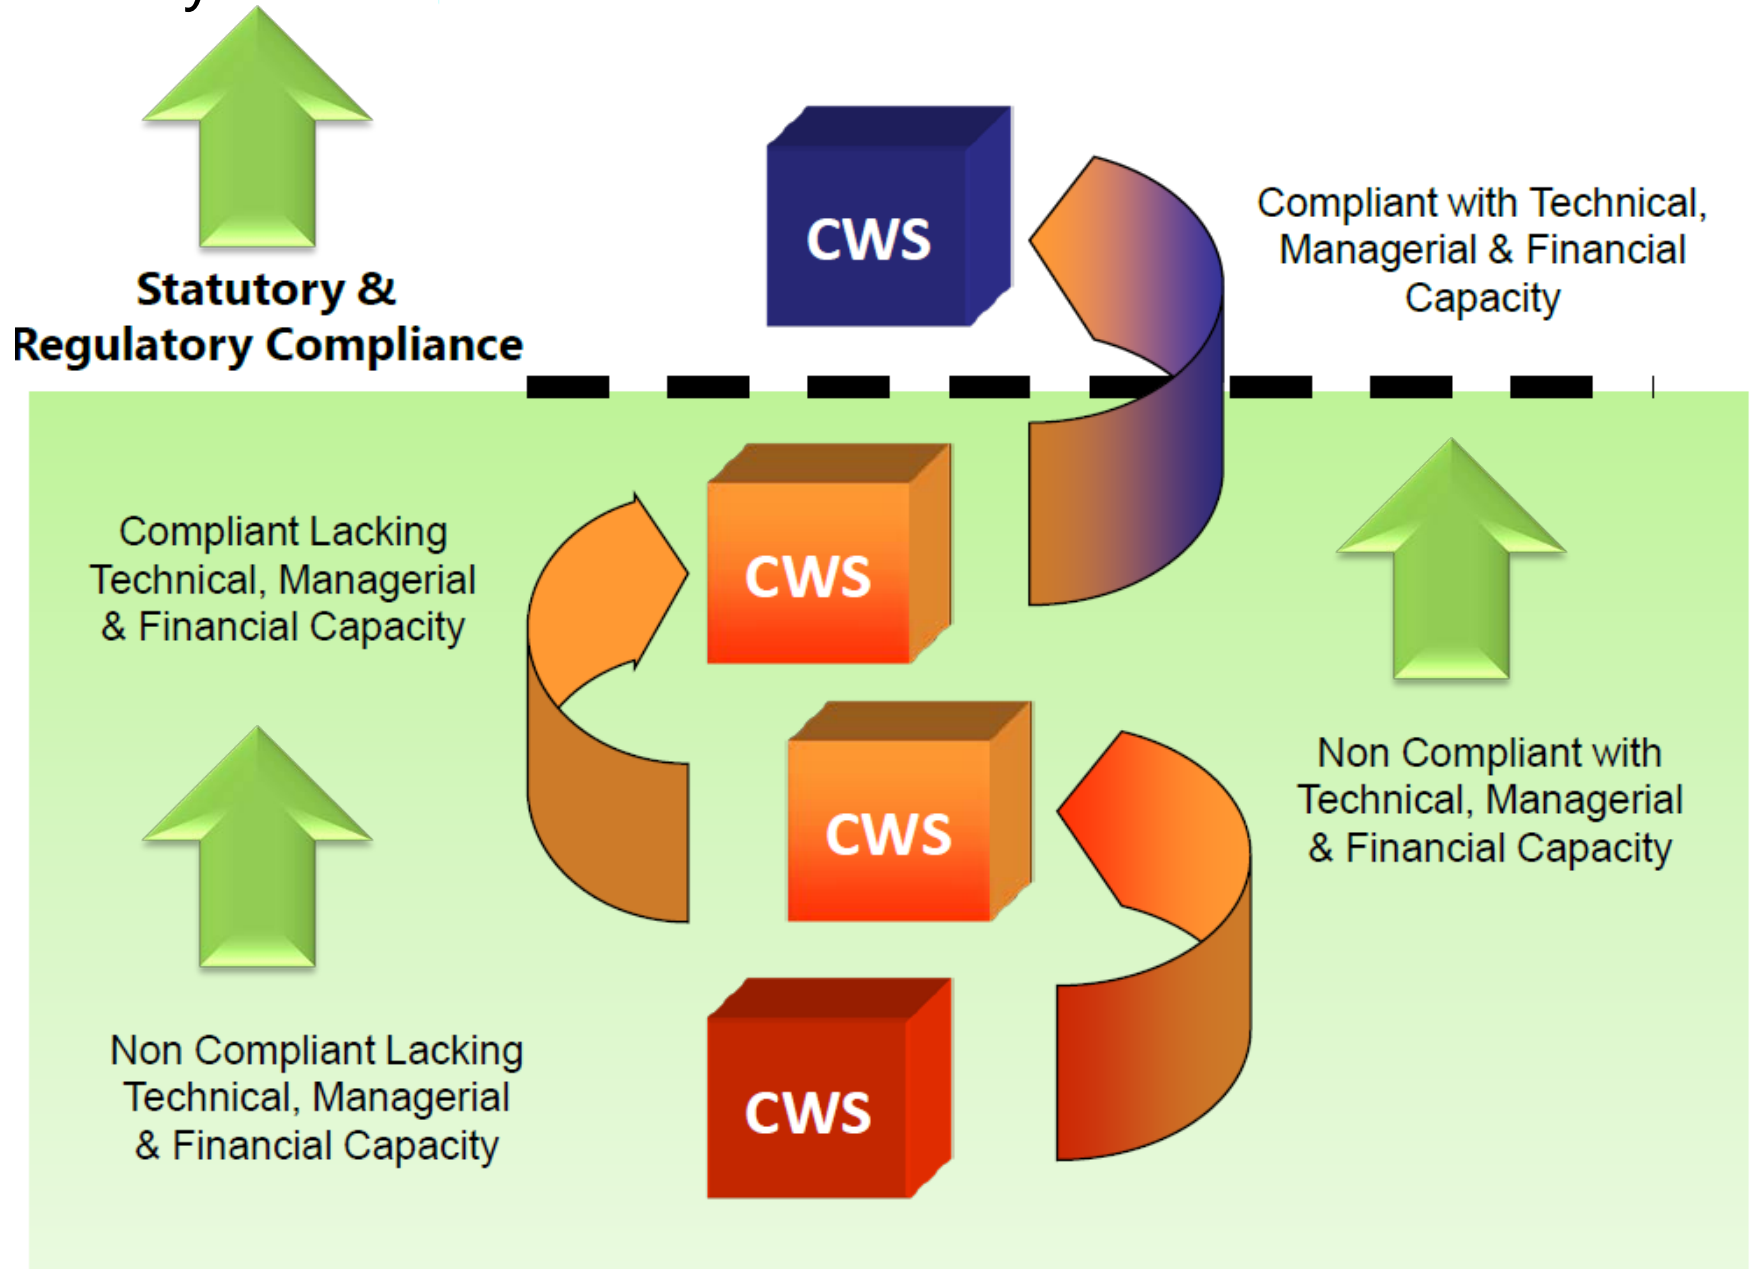 Statutory &
Regulatory Compliance
CWS
Compliant with Technical,
Managerial & Financial
Capacity
Compliant Lacking
Technical, Managerial
& Financial Capacity
CWS
CWS
Non Compliant with
Technical, Managerial
& Financial Capacity
Non Compliant Lacking
Technical, Managerial
& Financial Capacity
CWS